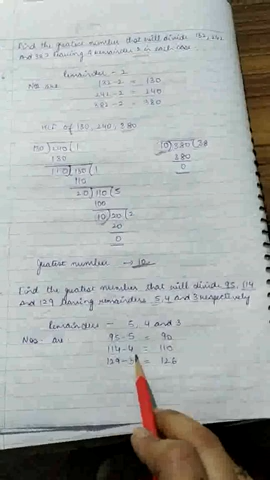 Find the greatest number that will divide 132, 242
and 382 leaving remainder 2 in each case
remainder = 2
Nos are 132-2 = 130
242-2 = 240
382-2 = 380
HCF of 130, 240, 380
130) 240 (1
130
110) 130 (1
110
20) 110 (5
100
10) 20 (2
20
0
10) 380 (38
380
0
greatest number → 10
Find the greatest number that will divide 95, 114
and 129 leaving remainders 5, 4 and 3 respectively
remainders - 5, 4 and 3
Nos are 95-5 = 90
114-4 = 110
129-3 = 126